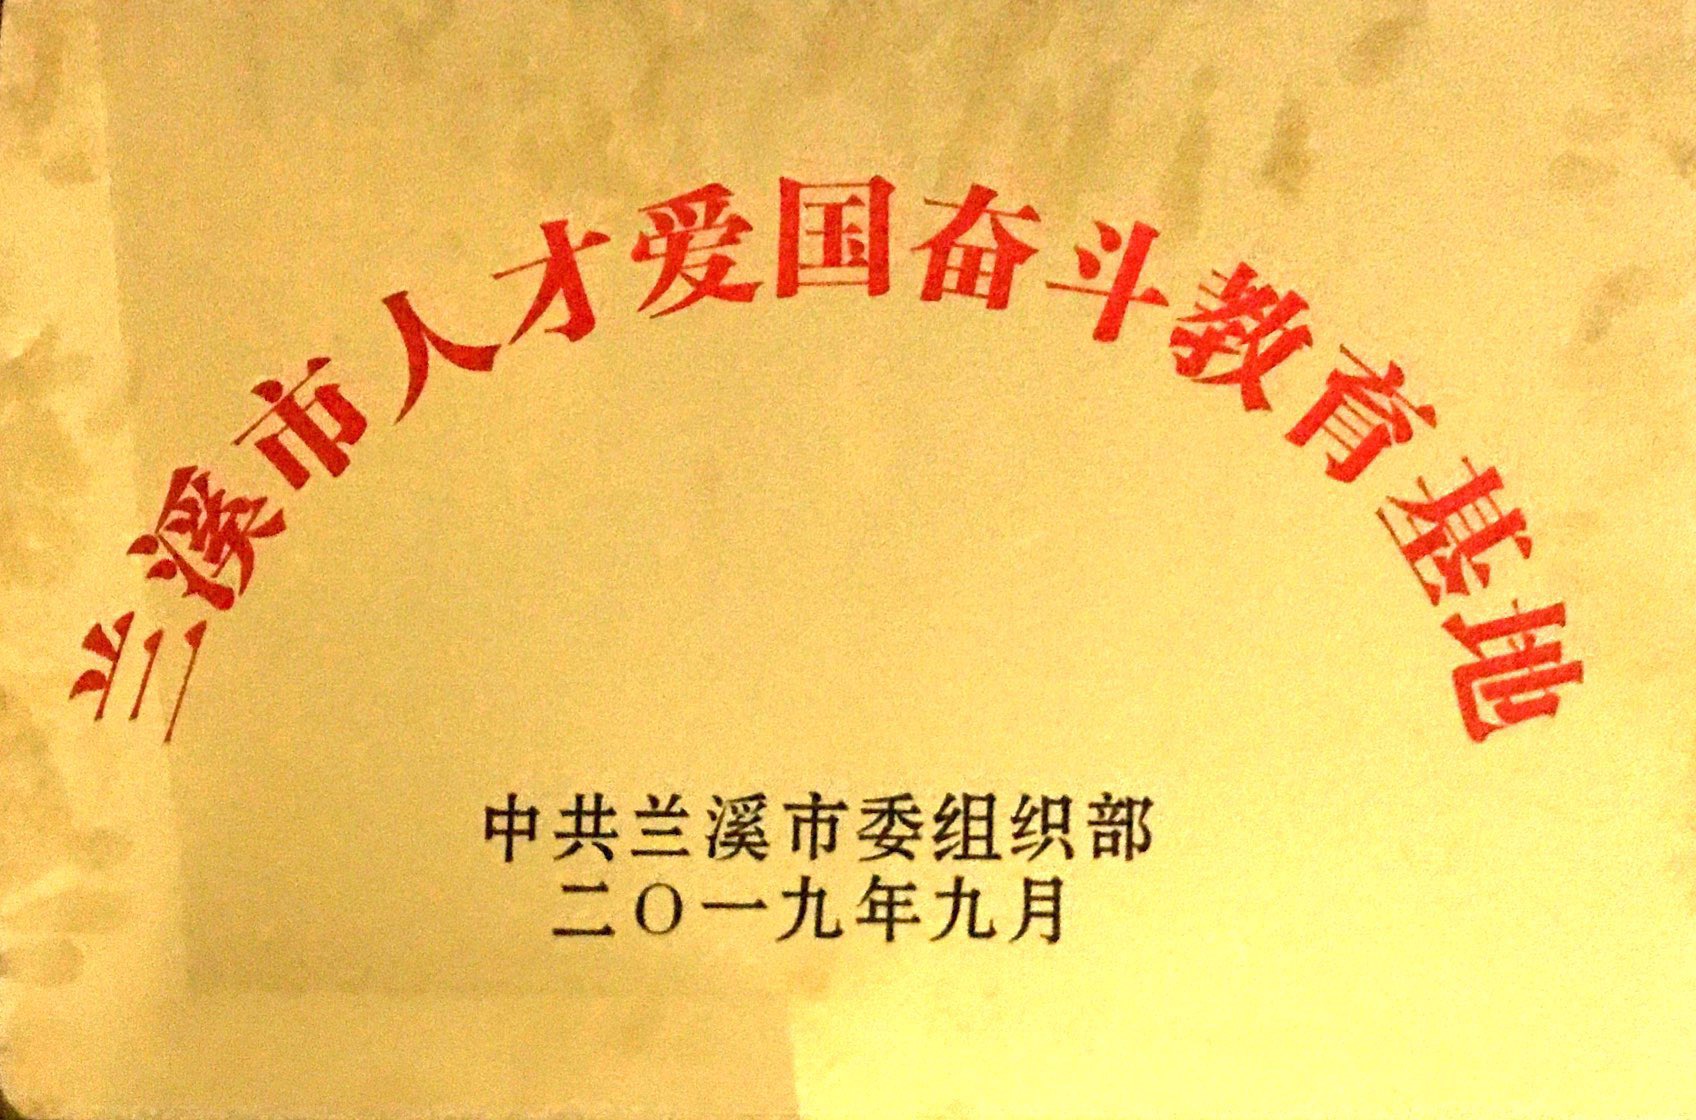 兰溪市人才爱国奋斗教育基地
中共兰溪市委组织部
二〇一九年九月